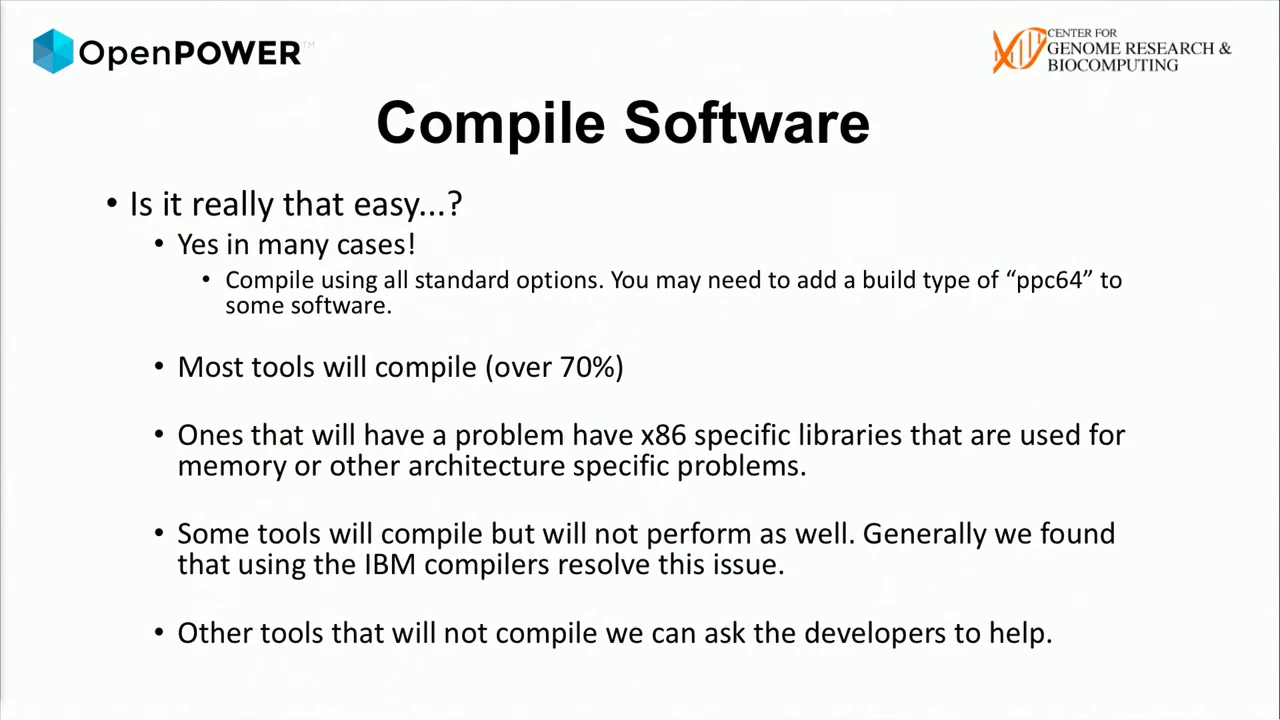 OpenPOWER™
CENTER FOR
GENOME RESEARCH &
BIOCOMPUTING
Compile Software
• Is it really that easy...?
• Yes in many cases!
• Compile using all standard options. You may need to add a build type of “ppc64” to
some software.
• Most tools will compile (over 70%)
• Ones that will have a problem have x86 specific libraries that are used for
memory or other architecture specific problems.
• Some tools will compile but will not perform as well. Generally we found
that using the IBM compilers resolve this issue.
• Other tools that will not compile we can ask the developers to help.